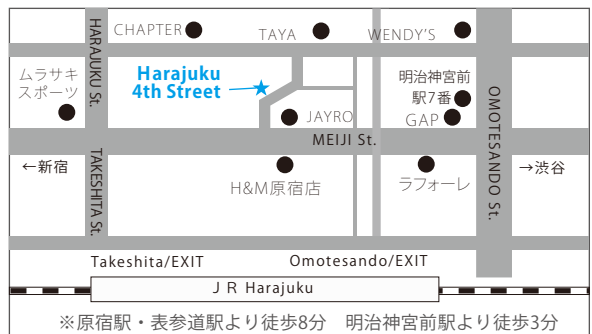 HARAJUKU St.
CHAPTER
TAYA
WENDY'S
ムラサキ
スポーツ
Harajuku
4th Street
明治神宮前
駅7番
GAP
JAYRO
OMOTESANDO St.
MEIJI St.
←新宿
TAKESHITA St.
H&M原宿店
ラフォーレ
→渋谷
Takeshita/EXIT
Omotesando/EXIT
J R Harajuku
※原宿駅・表参道駅より徒歩8分　明治神宮前駅より徒歩3分